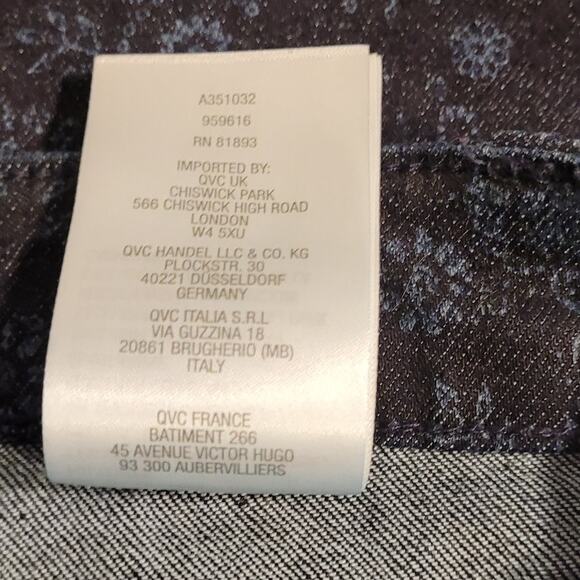 A351032
959616
RN 81893
IMPORTED BY:
QVC UK
CHISWICK PARK
566 CHISWICK HIGH ROAD
LONDON
W4 5XU
QVC HANDEL LLC & CO. KG
PLOCKSTR. 30
40221 DÜSSELDORF
GERMANY
QVC ITALIA S.R.L
VIA GUZZINA 18
20861 BRUGHERIO (MB)
ITALY
QVC FRANCE
BATIMENT 266
45 AVENUE VICTOR HUGO
93 300 AUBERVILLIERS